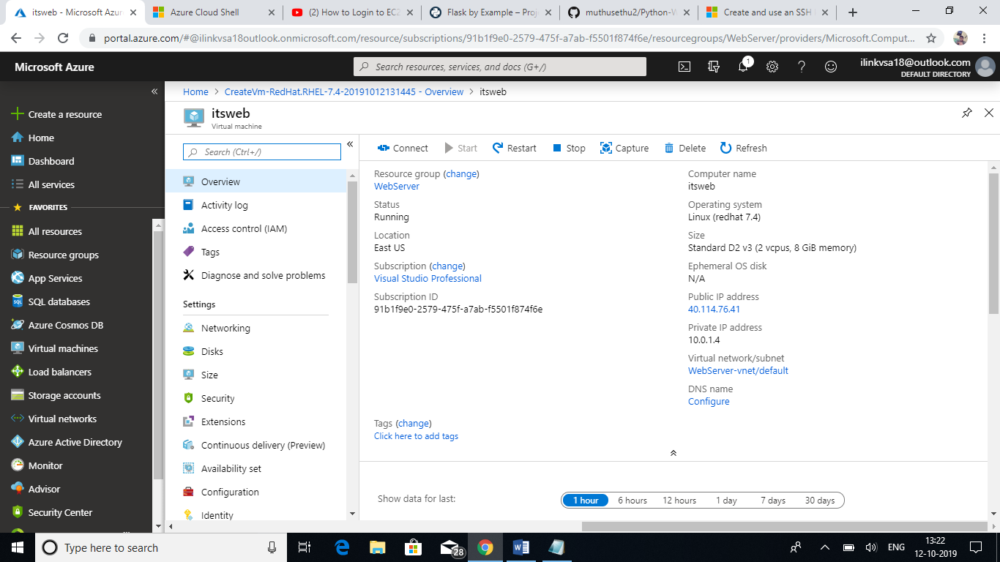 itsweb - Microsoft Azur
Azure Cloud Shell
(2) How to Login to EC2
Flask by Example – Proj
muthusethu2/Python-W
Create and use an SSH
portal.azure.com/#@ilinkvsa18outlook.onmicrosoft.com/resource/subscriptions/91b1f9e0-2579-475f-a7ab-f5501f874f6e/resourcegroups/WebServer/providers/Microsoft.Comput...
Microsoft Azure
Search resources, services, and docs (G+/)
1
ilinkvsa18@outlook.com
DEFAULT DIRECTORY
Create a resource
Home
Dashboard
All services
FAVORITES
All resources
Resource groups
App Services
SQL databases
Azure Cosmos DB
Virtual machines
Load balancers
Storage accounts
Virtual networks
Azure Active Directory
Monitor
Advisor
Security Center
Home > CreateVm-RedHat.RHEL-7.4-20191012131445 - Overview > itsweb
itsweb
Virtual machine
Search (Ctrl+/)
Overview
Activity log
Access control (IAM)
Tags
Diagnose and solve problems
Settings
Networking
Disks
Size
Security
Extensions
Continuous delivery (Preview)
Availability set
Configuration
Identity
Connect Start Restart Stop Capture Delete Refresh
Resource group (change)
WebServer
Status
Running
Location
East US
Subscription (change)
Visual Studio Professional
Subscription ID
91b1f9e0-2579-475f-a7ab-f5501f874f6e
Computer name
itsweb
Operating system
Linux (redhat 7.4)
Size
Standard D2 v3 (2 vcpus, 8 GiB memory)
Ephemeral OS disk
N/A
Public IP address
40.114.76.41
Private IP address
10.0.1.4
Virtual network/subnet
WebServer-vnet/default
DNS name
Configure
Tags (change)
Click here to add tags
Show data for last:
1 hour 6 hours 12 hours 1 day 7 days 30 days
Type here to search
28
ENG
13:22
12-10-2019